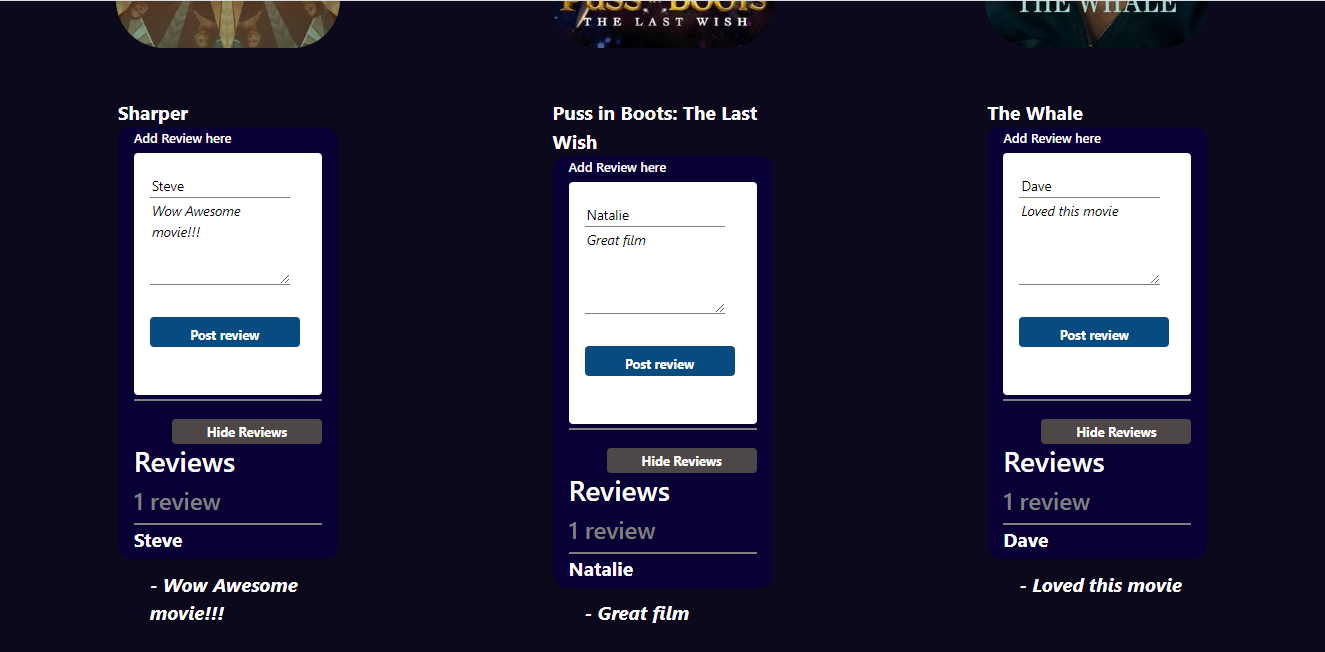 Puss in Boots
THE LAST WISH
THE WHALE
Sharper
Add Review here
Steve
Wow Awesome
movie!!!
Post review
Hide Reviews
Reviews
1 review
Steve
- Wow Awesome
movie!!!
Puss in Boots: The Last
Wish
Add Review here
Natalie
Great film
Post review
Hide Reviews
Reviews
1 review
Natalie
- Great film
The Whale
Add Review here
Dave
Loved this movie
Post review
Hide Reviews
Reviews
1 review
Dave
- Loved this movie